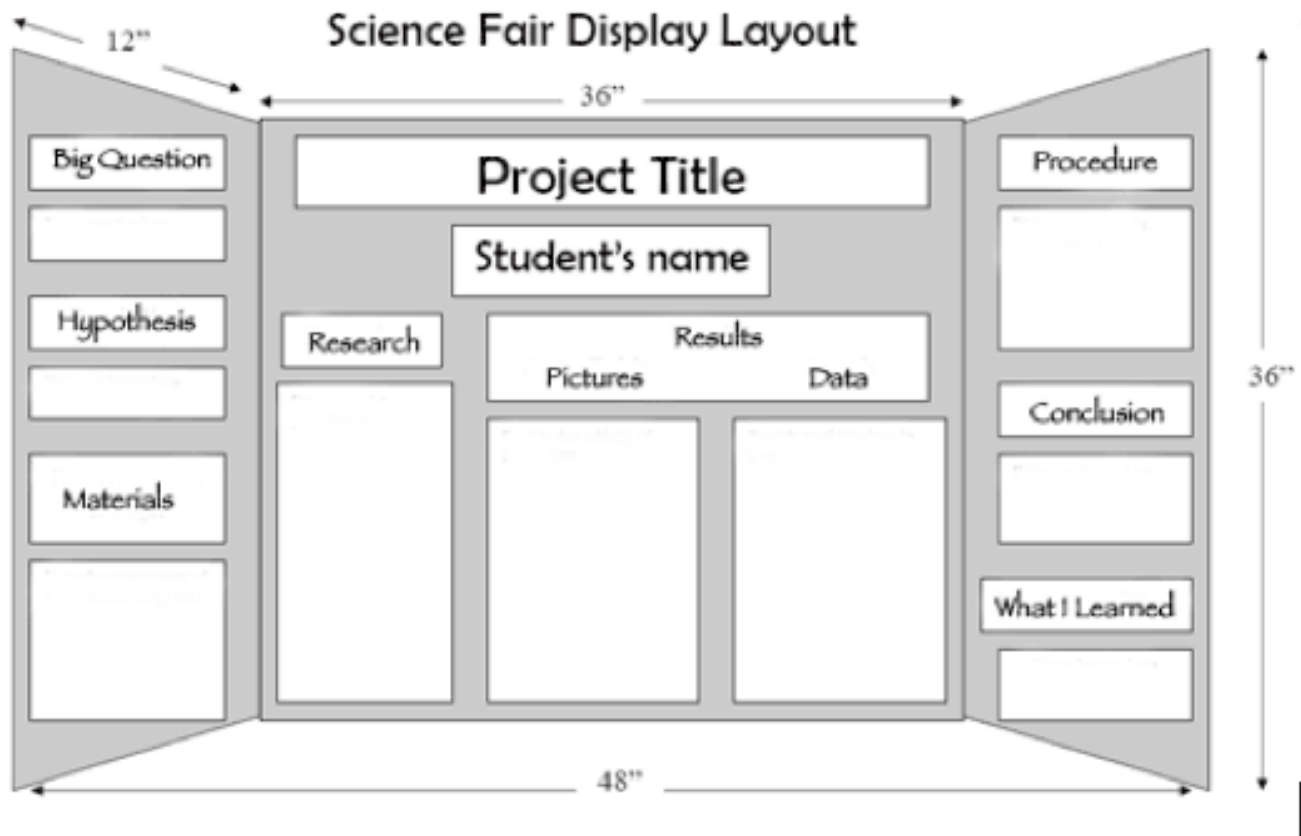 Science Fair Display Layout
12”
36”
Big Question
Hypothesis
Materials
Project Title
Student's name
Research
Results
Pictures Data
Procedure
Conclusion
What I Learned
36”
48”